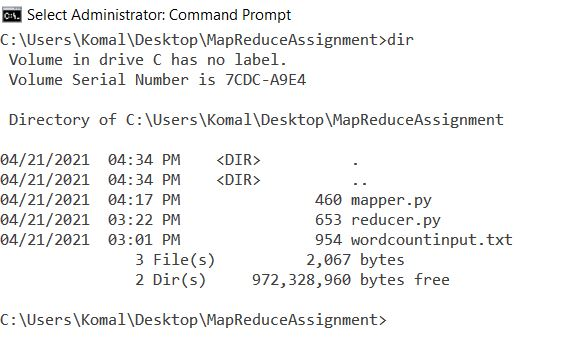 Select Administrator: Command Prompt
C:\Users\Komal\Desktop\MapReduceAssignment>dir
 Volume in drive C has no label.
 Volume Serial Number is 7CDC-A9E4
 Directory of C:\Users\Komal\Desktop\MapReduceAssignment
04/21/2021  04:34 PM    <DIR>          .
04/21/2021  04:34 PM    <DIR>          ..
04/21/2021  04:17 PM               460 mapper.py
04/21/2021  03:22 PM               653 reducer.py
04/21/2021  03:01 PM               954 wordcountinput.txt
               3 File(s)          2,067 bytes
               2 Dir(s)     972,328,960 bytes free
C:\Users\Komal\Desktop\MapReduceAssignment>